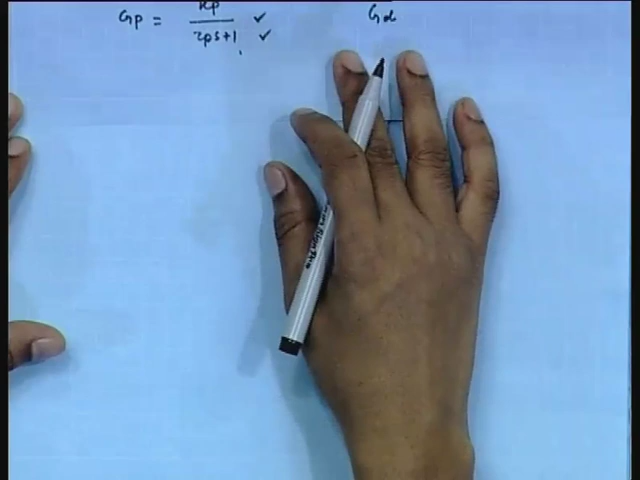 Gp = Kp / τps+1 ✓ ✓
Gd